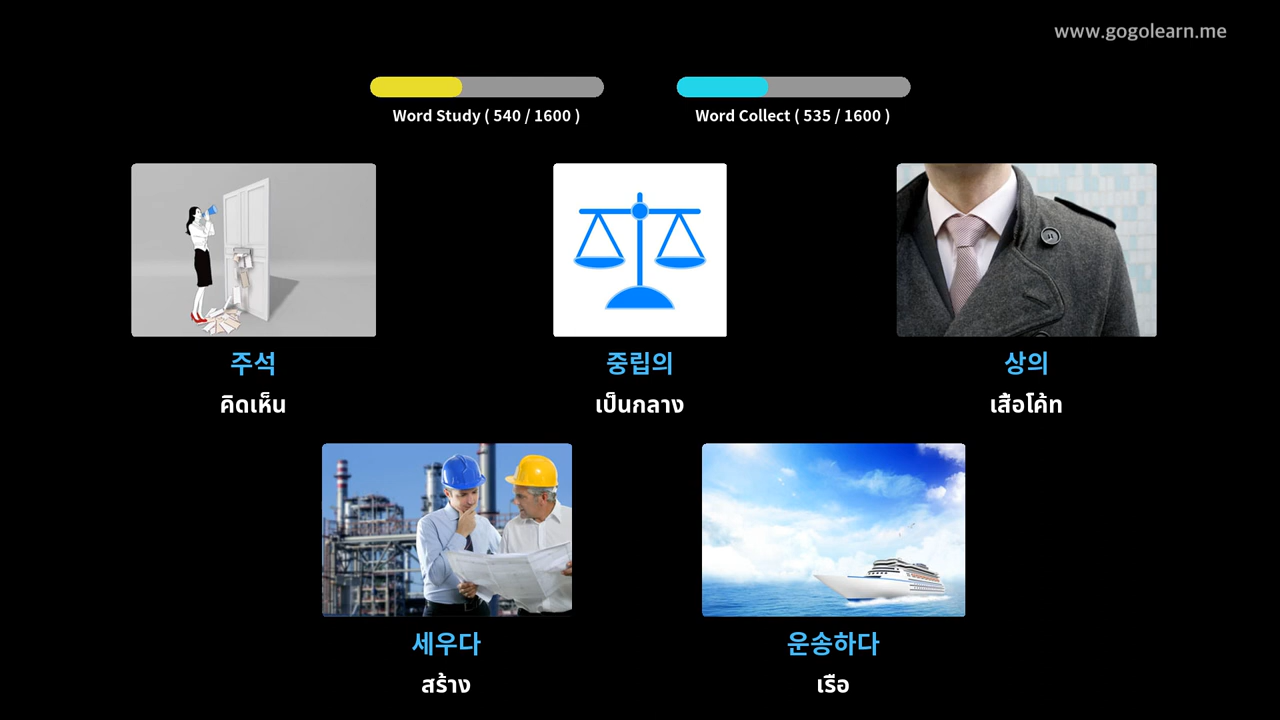 www.gogolearn.me
Word Study ( 540 / 1600 )
Word Collect ( 535 / 1600 )
주석
คิดเห็น
중립의
เป็นกลาง
상의
เสื้อโค้ท
세우다
สร้าง
운송하다
เรือ